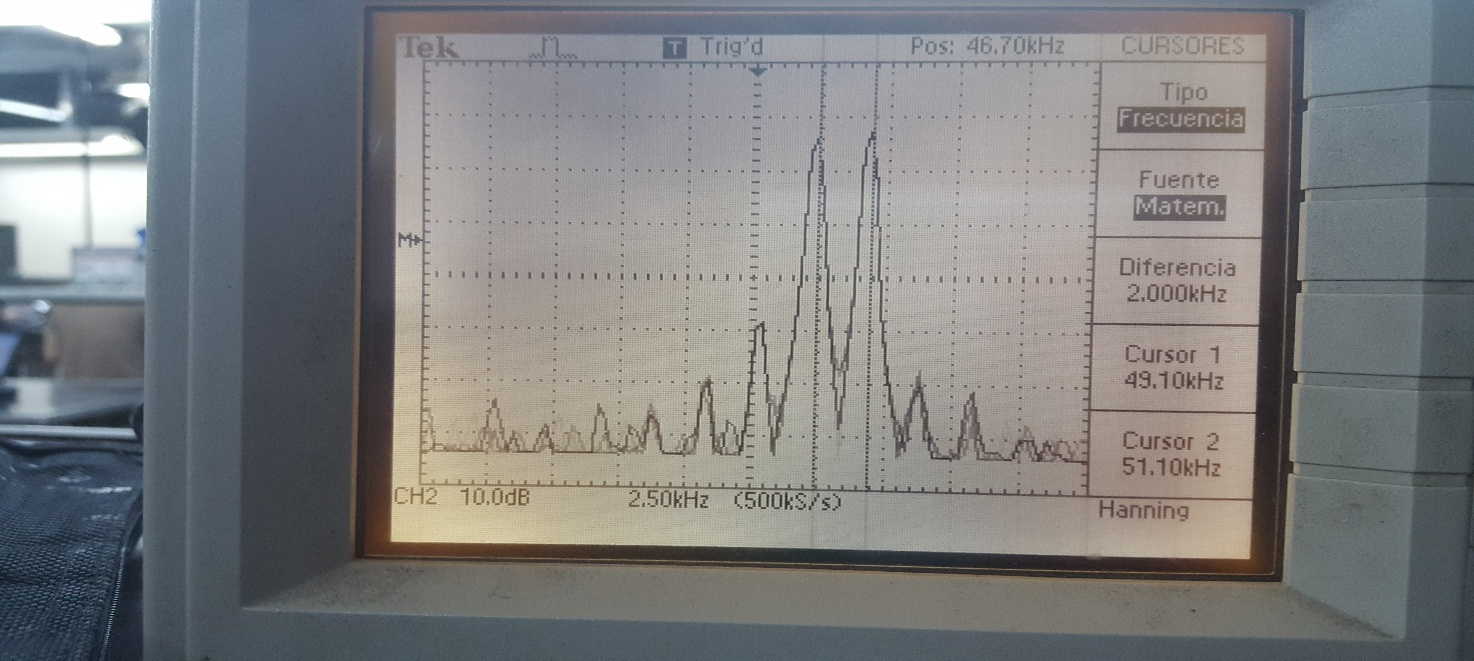 Tek T Trig'd Pos: 46.70kHz CURSORES
Tipo
Frecuencia
Fuente
Matem.
M
Diferencia
2.000kHz
Cursor 1
49.10kHz
Cursor 2
51.10kHz
CH2 10.0dB 2.50kHz (500kS/s) Hanning